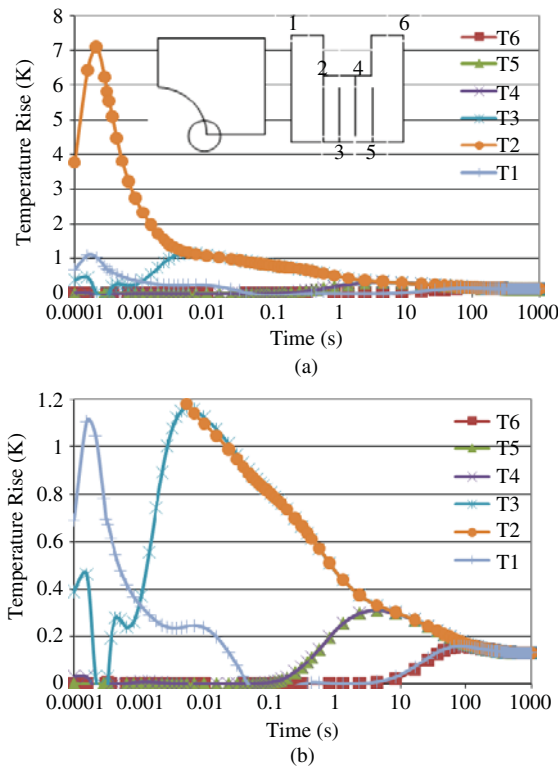 8
7
6
5
4
3
2
1
0
Temperature Rise (K)
1
6
2
4
3
5
T6
T5
T4
T3
T2
T1
0.0001 0.001 0.01 0.1 1 10 100 1000
Time (s)
(a)
1.2
1
0.8
0.6
0.4
0.2
0
Temperature Rise (K)
T6
T5
T4
T3
T2
T1
0.0001 0.001 0.01 0.1 1 10 100 1000
Time (s)
(b)